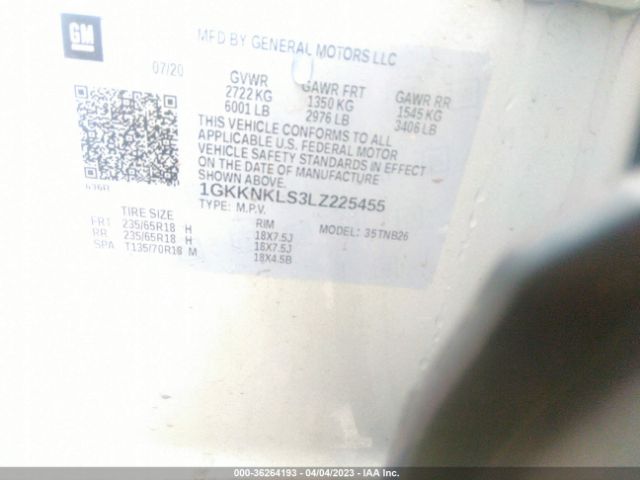 GM
MFD BY GENERAL MOTORS LLC
07/20
GVWR GAWR FRT GAWR RR
2722 KG 1350 KG 1545 KG
6001 LB 2976 LB 3406 LB
THIS VEHICLE CONFORMS TO ALL
APPLICABLE U.S. FEDERAL MOTOR
VEHICLE SAFETY STANDARDS IN EFFECT
ON THE DATE OF MANUFACTURE
SHOWN ABOVE.
1GKKNKLS3LZ225455
TYPE: M.P.V. MODEL: 35TNB26
TIRE SIZE RIM
FRT 235/65R18 H 18X7.5J
RR 235/65R18 H 18X7.5J
SPA T135/70R18 M 18X4.5B
000-36264193 - 04/04/2023 - IAAI.COM